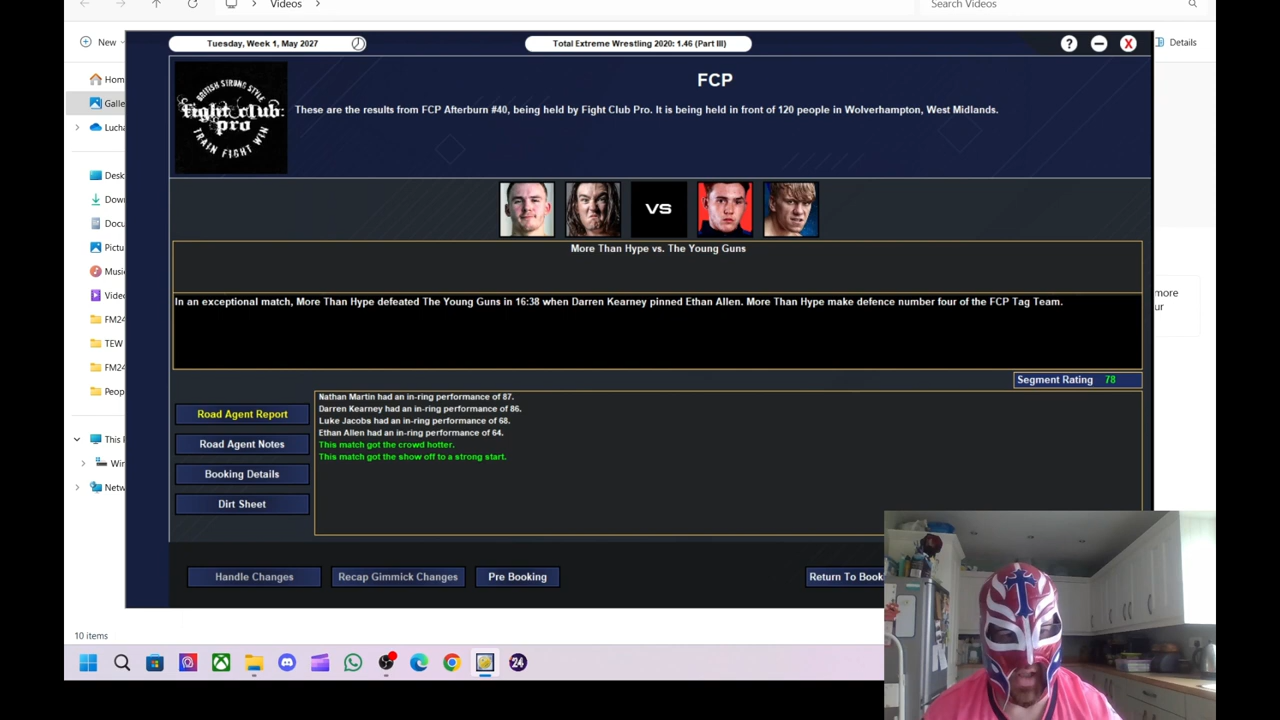 Videos
Search Videos
New
Tuesday, Week 1, May 2027
Total Extreme Wrestling 2020: 1.46 (Part III)
?
X
Details
Home
Galle
Lucha
Desk
Down
Docu
Pictu
Music
Video
FM24
TEW
FM24
Peop
This
Win
Netw
BRITISH STRONG STYLE
fight club:
pro
TRAIN FIGHT WIN
FCP
These are the results from FCP Afterburn #40, being held by Fight Club Pro. It is being held in front of 120 people in Wolverhampton, West Midlands.
VS
More Than Hype vs. The Young Guns
In an exceptional match, More Than Hype defeated The Young Guns in 16:38 when Darren Kearney pinned Ethan Allen. More Than Hype make defence number four of the FCP Tag Team.
more
ur
Segment Rating 78
Road Agent Report
Road Agent Notes
Booking Details
Dirt Sheet
Nathan Martin had an in-ring performance of 87.
Darren Kearney had an in-ring performance of 86.
Luke Jacobs had an in-ring performance of 68.
Ethan Allen had an in-ring performance of 64.
This match got the crowd hotter.
This match got the show off to a strong start.
Handle Changes
Recap Gimmick Changes
Pre Booking
Return To Book
10 items
24